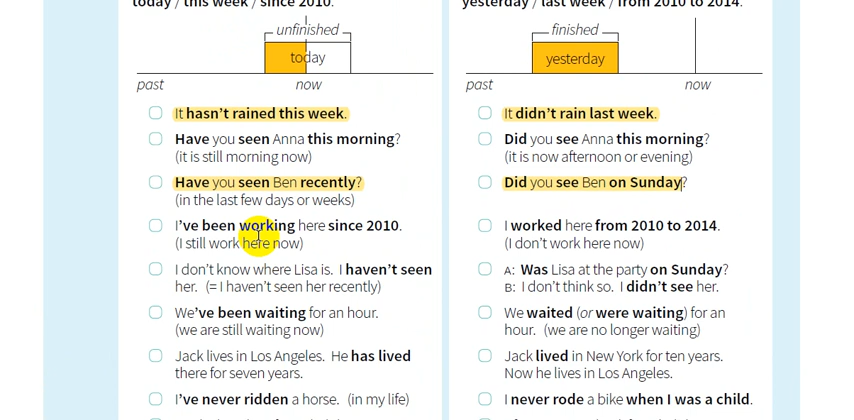 today / this week / since 2010.
unfinished
today
past
now
It hasn't rained this week.
Have you seen Anna this morning?
(it is still morning now)
Have you seen Ben recently?
(in the last few days or weeks)
I've been working here since 2010.
(I still work here now)
I don't know where Lisa is. I haven't seen
her. (= I haven't seen her recently)
We've been waiting for an hour.
(we are still waiting now)
Jack lives in Los Angeles. He has lived
there for seven years.
I've never ridden a horse. (in my life)
yesterday / last week / from 2010 to 2014.
finished
yesterday
past
now
It didn't rain last week.
Did you see Anna this morning?
(it is now afternoon or evening)
Did you see Ben on Sunday?
I worked here from 2010 to 2014.
(I don't work here now)
A: Was Lisa at the party on Sunday?
B: I don't think so. I didn't see her.
We waited (or were waiting) for an
hour. (we are no longer waiting)
Jack lived in New York for ten years.
Now he lives in Los Angeles.
I never rode a bike when I was a child.